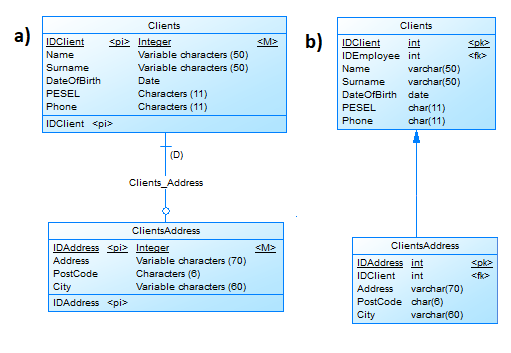 a)
Clients
IDClient <pi> Integer <M>
Name Variable characters (50)
Surname Variable characters (50)
DateOfBirth Date
PESEL Characters (11)
Phone Characters (11)
IDClient <pi>
(D)
Clients_Address
ClientsAddress
IDAddress <pi> Integer <M>
Address Variable characters (70)
PostCode Characters (6)
City Variable characters (60)
IDAddress <pi>
b)
Clients
IDClient int <pk>
IDEmployee int <fk>
Name varchar(50)
Surname varchar(50)
DateOfBirth date
PESEL char(11)
Phone char(11)
ClientsAddress
IDAddress int <pk>
IDClient int <fk>
Address varchar(70)
PostCode char(6)
City varchar(60)